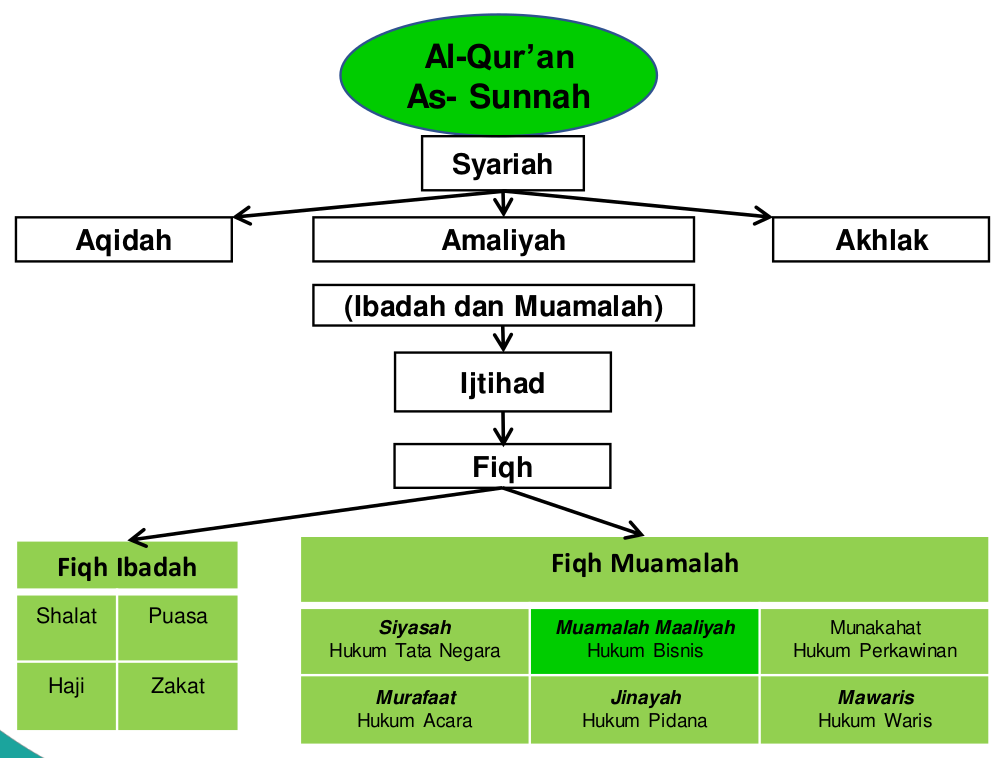 Al-Qur’an
As- Sunnah
Syariah
Aqidah
Amaliyah
Akhlak
(Ibadah dan Muamalah)
Ijtihad
Fiqh
Fiqh Ibadah
Shalat
Puasa
Haji
Zakat
Fiqh Muamalah
Siyasah
Hukum Tata Negara
Muamalah Maaliyah
Hukum Bisnis
Munakahat
Hukum Perkawinan
Murafaat
Hukum Acara
Jinayah
Hukum Pidana
Mawaris
Hukum Waris